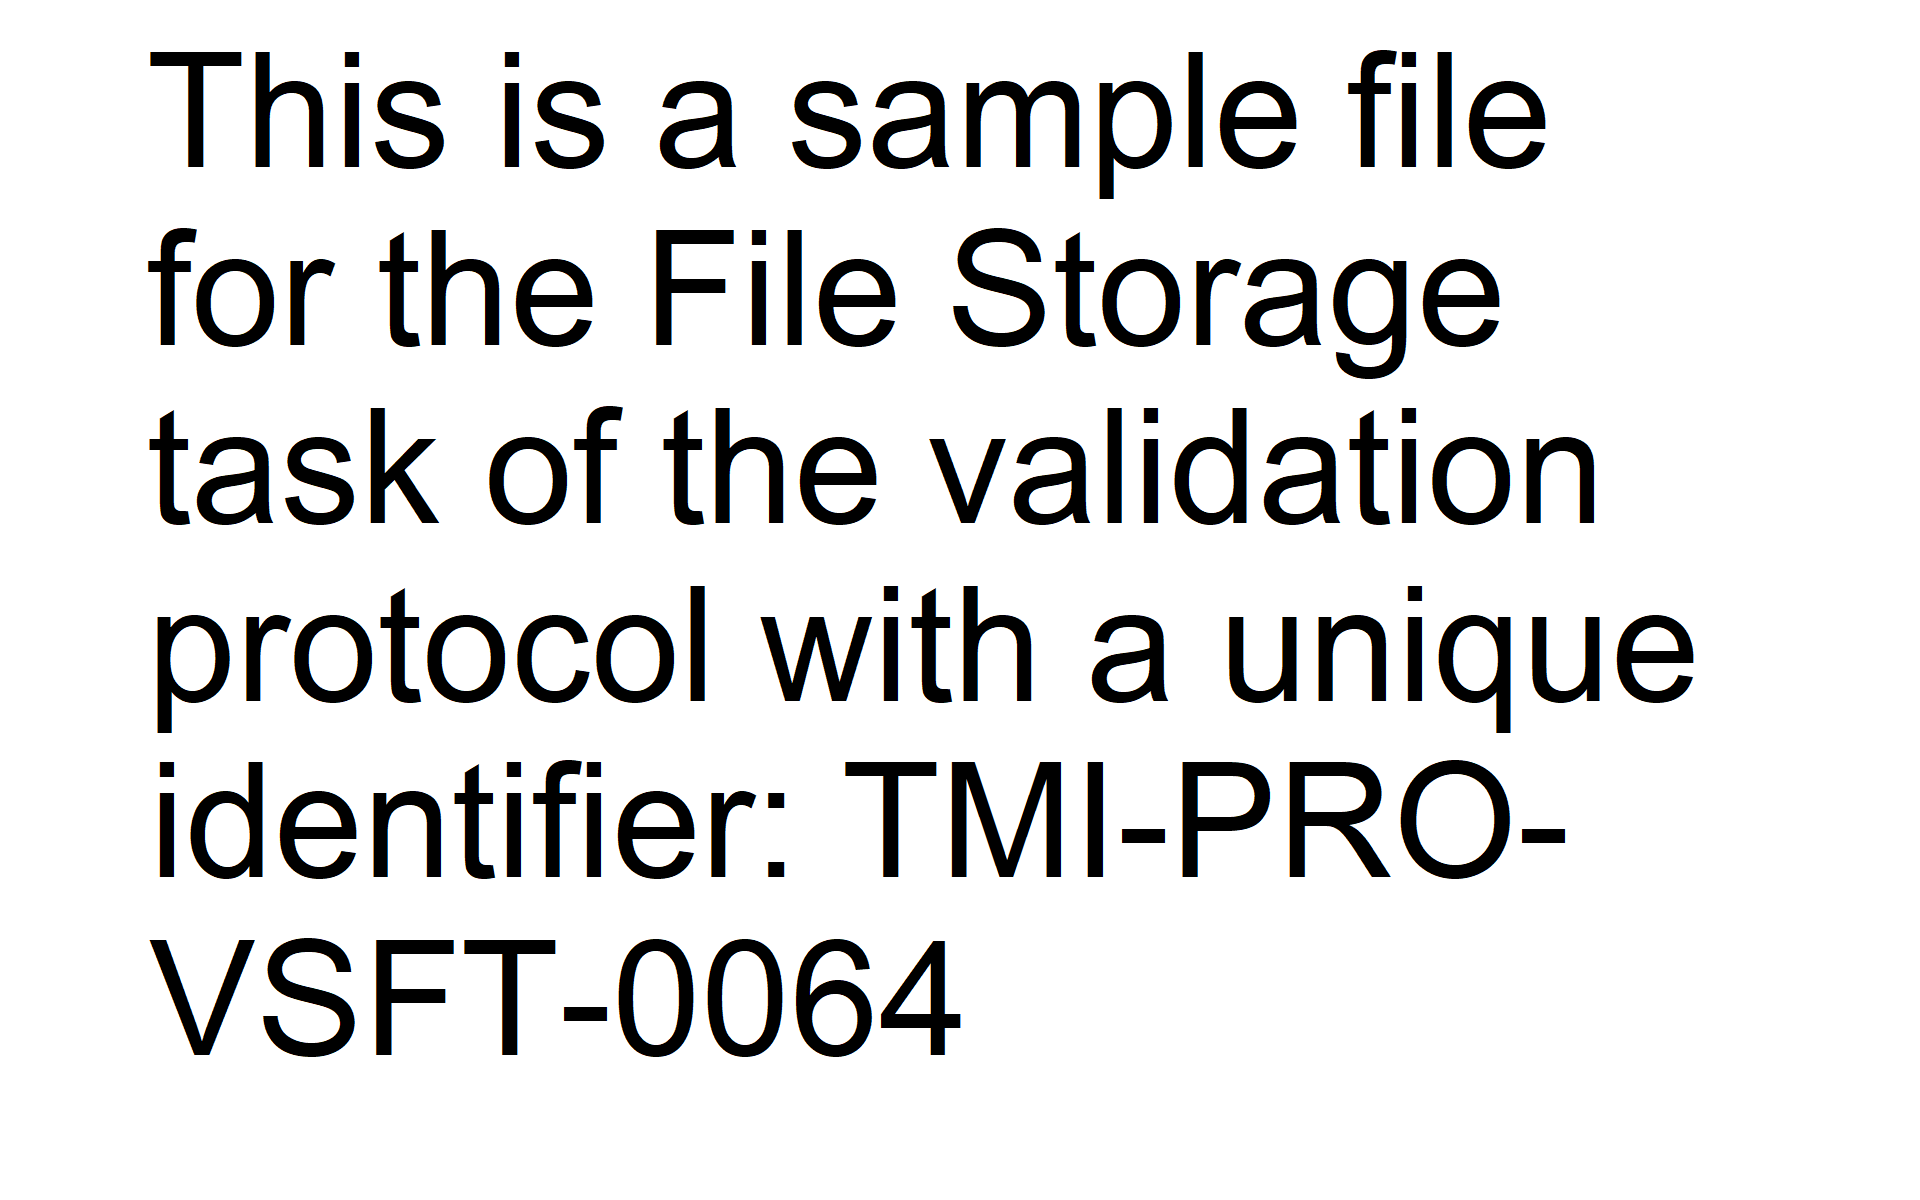 This is a sample file
for the File Storage
task of the validation
protocol with a unique
identifier: TMI-PRO-
VSFT-0064